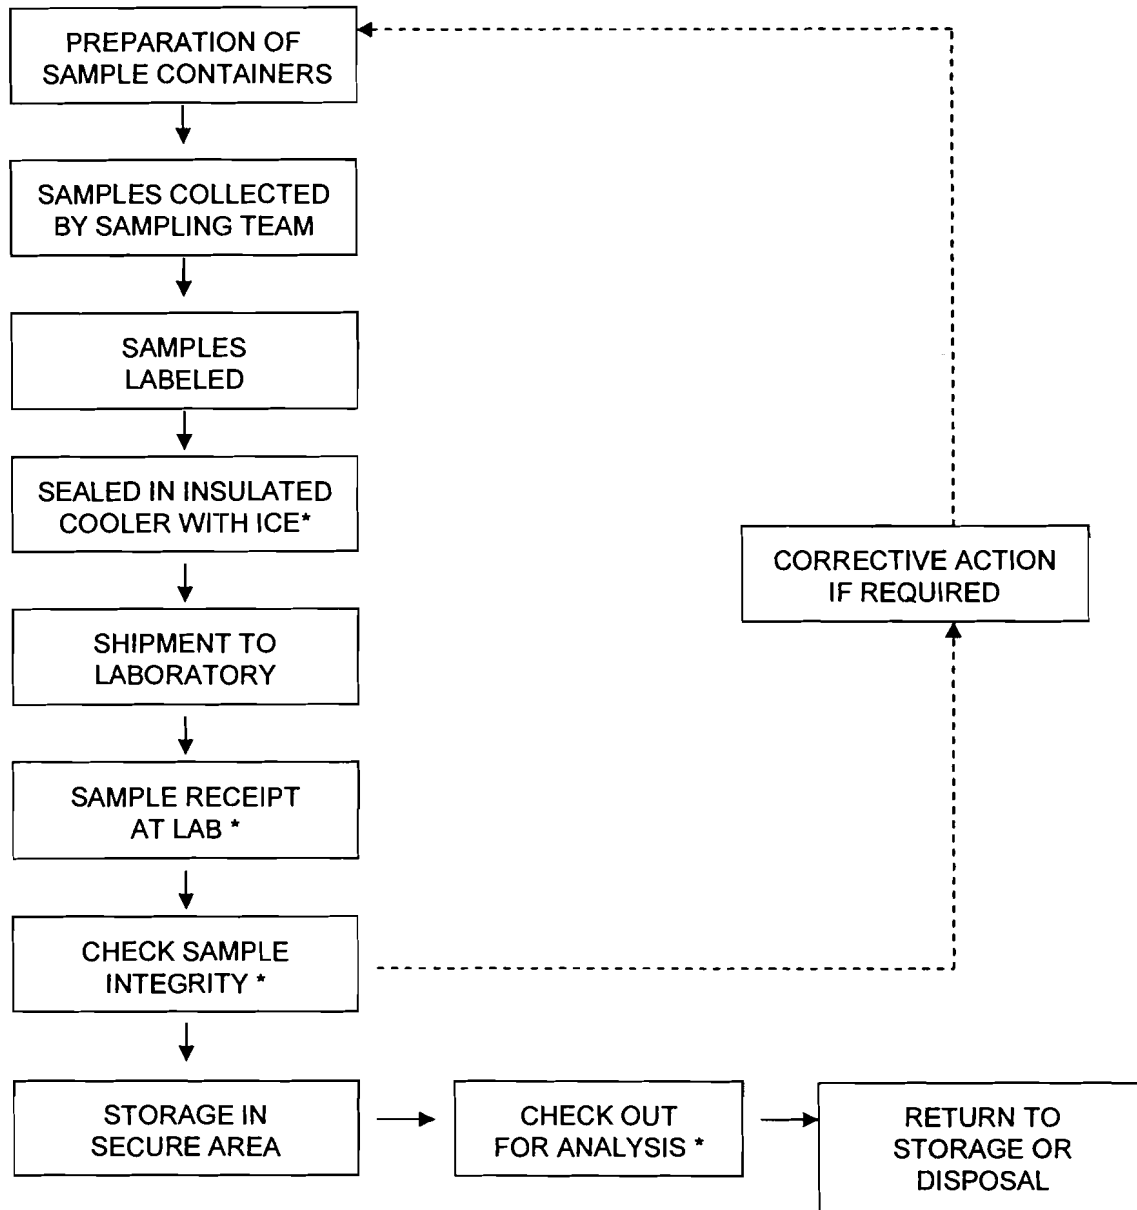 PREPARATION OF
SAMPLE CONTAINERS
SAMPLES COLLECTED
BY SAMPLING TEAM
SAMPLES
LABELED
SEALED IN INSULATED
COOLER WITH ICE*
CORRECTIVE ACTION
IF REQUIRED
SHIPMENT TO
LABORATORY
SAMPLE RECEIPT
AT LAB *
CHECK SAMPLE
INTEGRITY *
STORAGE IN
SECURE AREA
CHECK OUT
FOR ANALYSIS *
RETURN TO
STORAGE OR
DISPOSAL